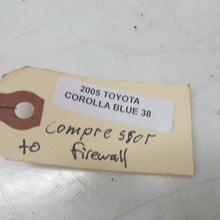 2005 TOYOTA
COROLLA BLUE 38
compressor
to firewall